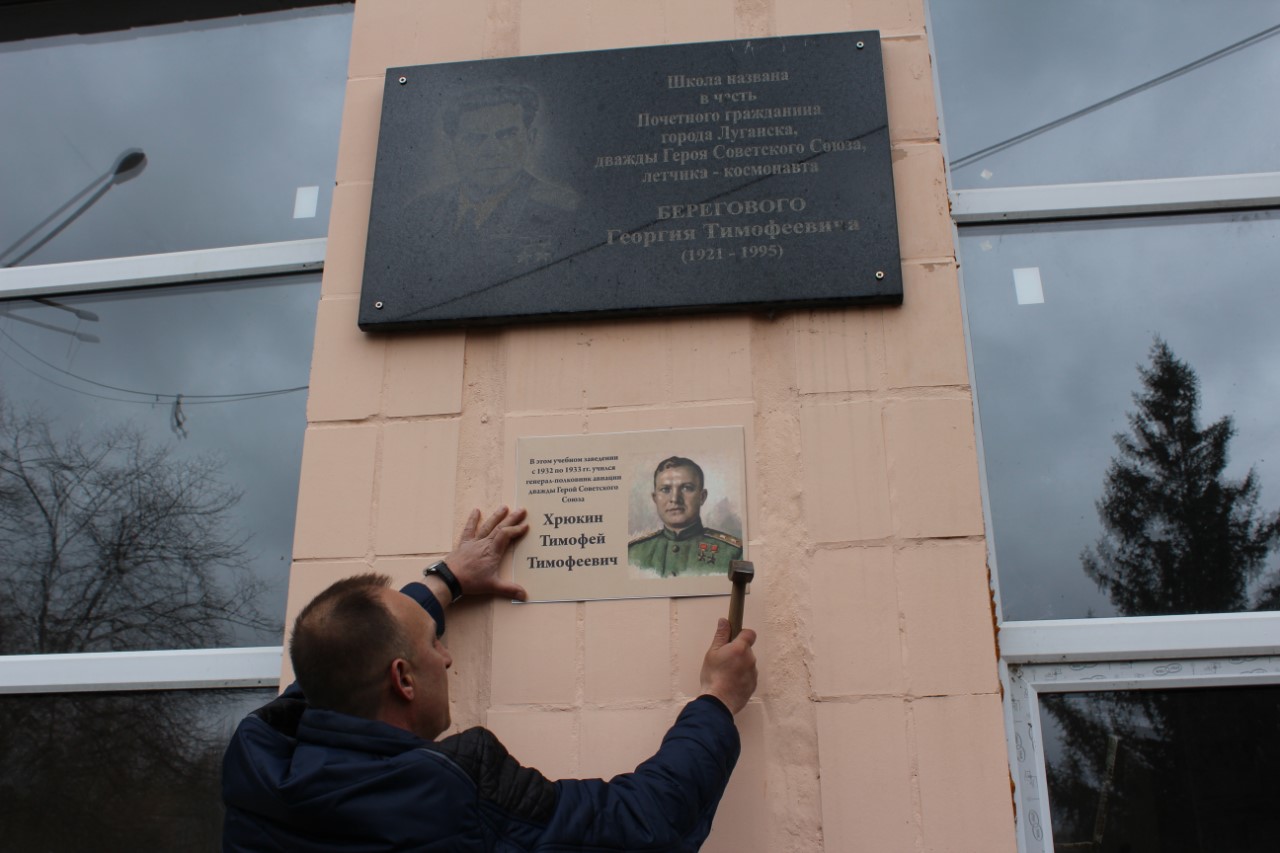 Школа названа
в честь
Почетного гражданина
города Луганска,
дважды Героя Советского Союза,
летчика - космонавта
БЕРЕГОВОГО
Георгия Тимофеевича
(1921 - 1995)
В этом учебном заведении
с 1932 по 1933 гг. учился
генерал-полковник авиации
дважды Герой Советского
Союза
Хрюкин
Тимофей
Тимофеевич